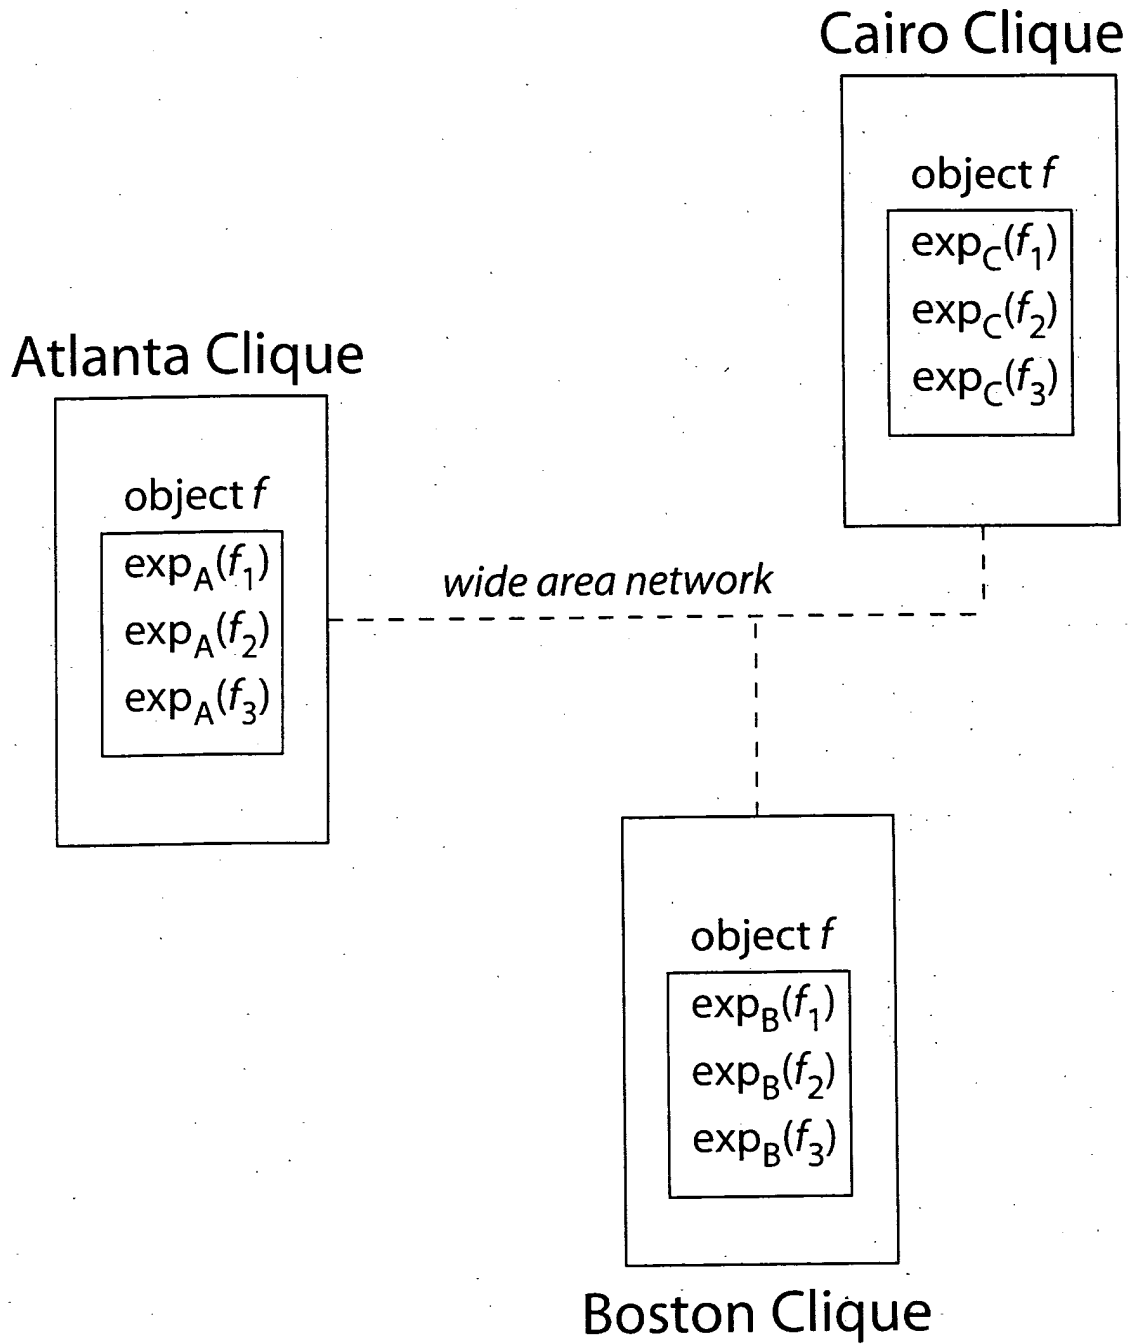 Cairo Clique
object f
exp_C(f_1)
exp_C(f_2)
exp_C(f_3)
Atlanta Clique
object f
exp_A(f_1)
exp_A(f_2)
exp_A(f_3)
wide area network
object f
exp_B(f_1)
exp_B(f_2)
exp_B(f_3)
Boston Clique